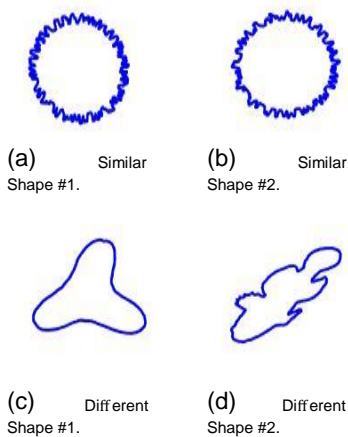 (a) Similar
Shape #1.
(b) Similar
Shape #2.
(c) Different
Shape #1.
(d) Different
Shape #2.